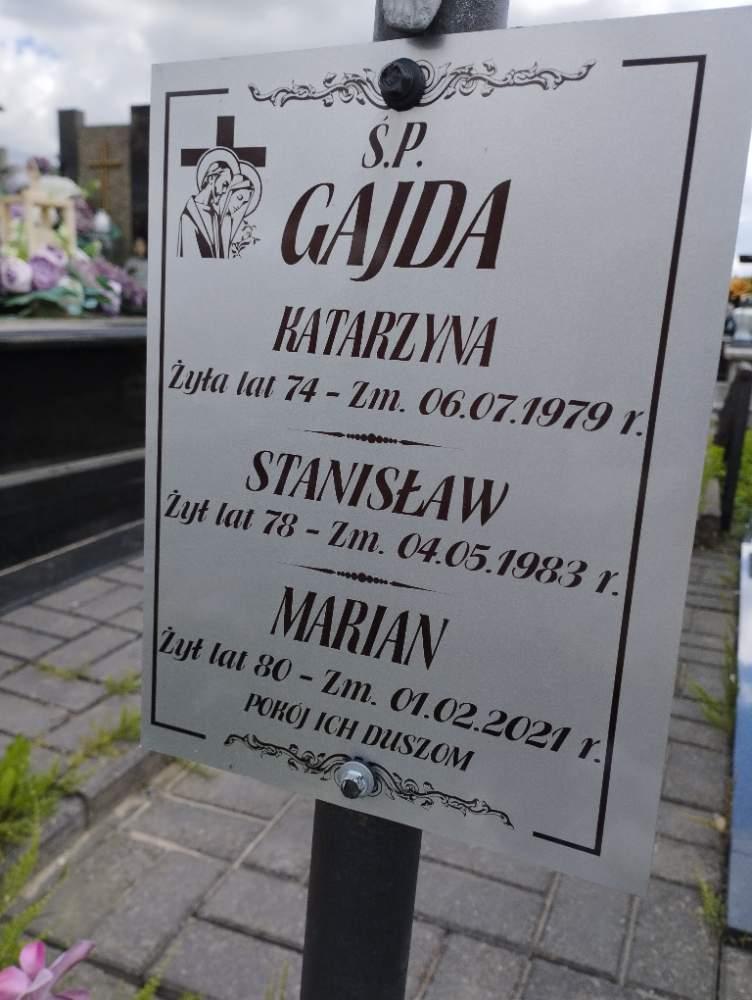 Ś.P.
GAJDA
KATARZYNA
Żyła lat 74 - Zm. 06.07.1979 r.
STANISŁAW
Żył lat 78 - Zm. 04.05.1983 r.
MARIAN
Żył lat 80 - Zm. 01.02.2021 r.
POKÓJ ICH DUSZOM